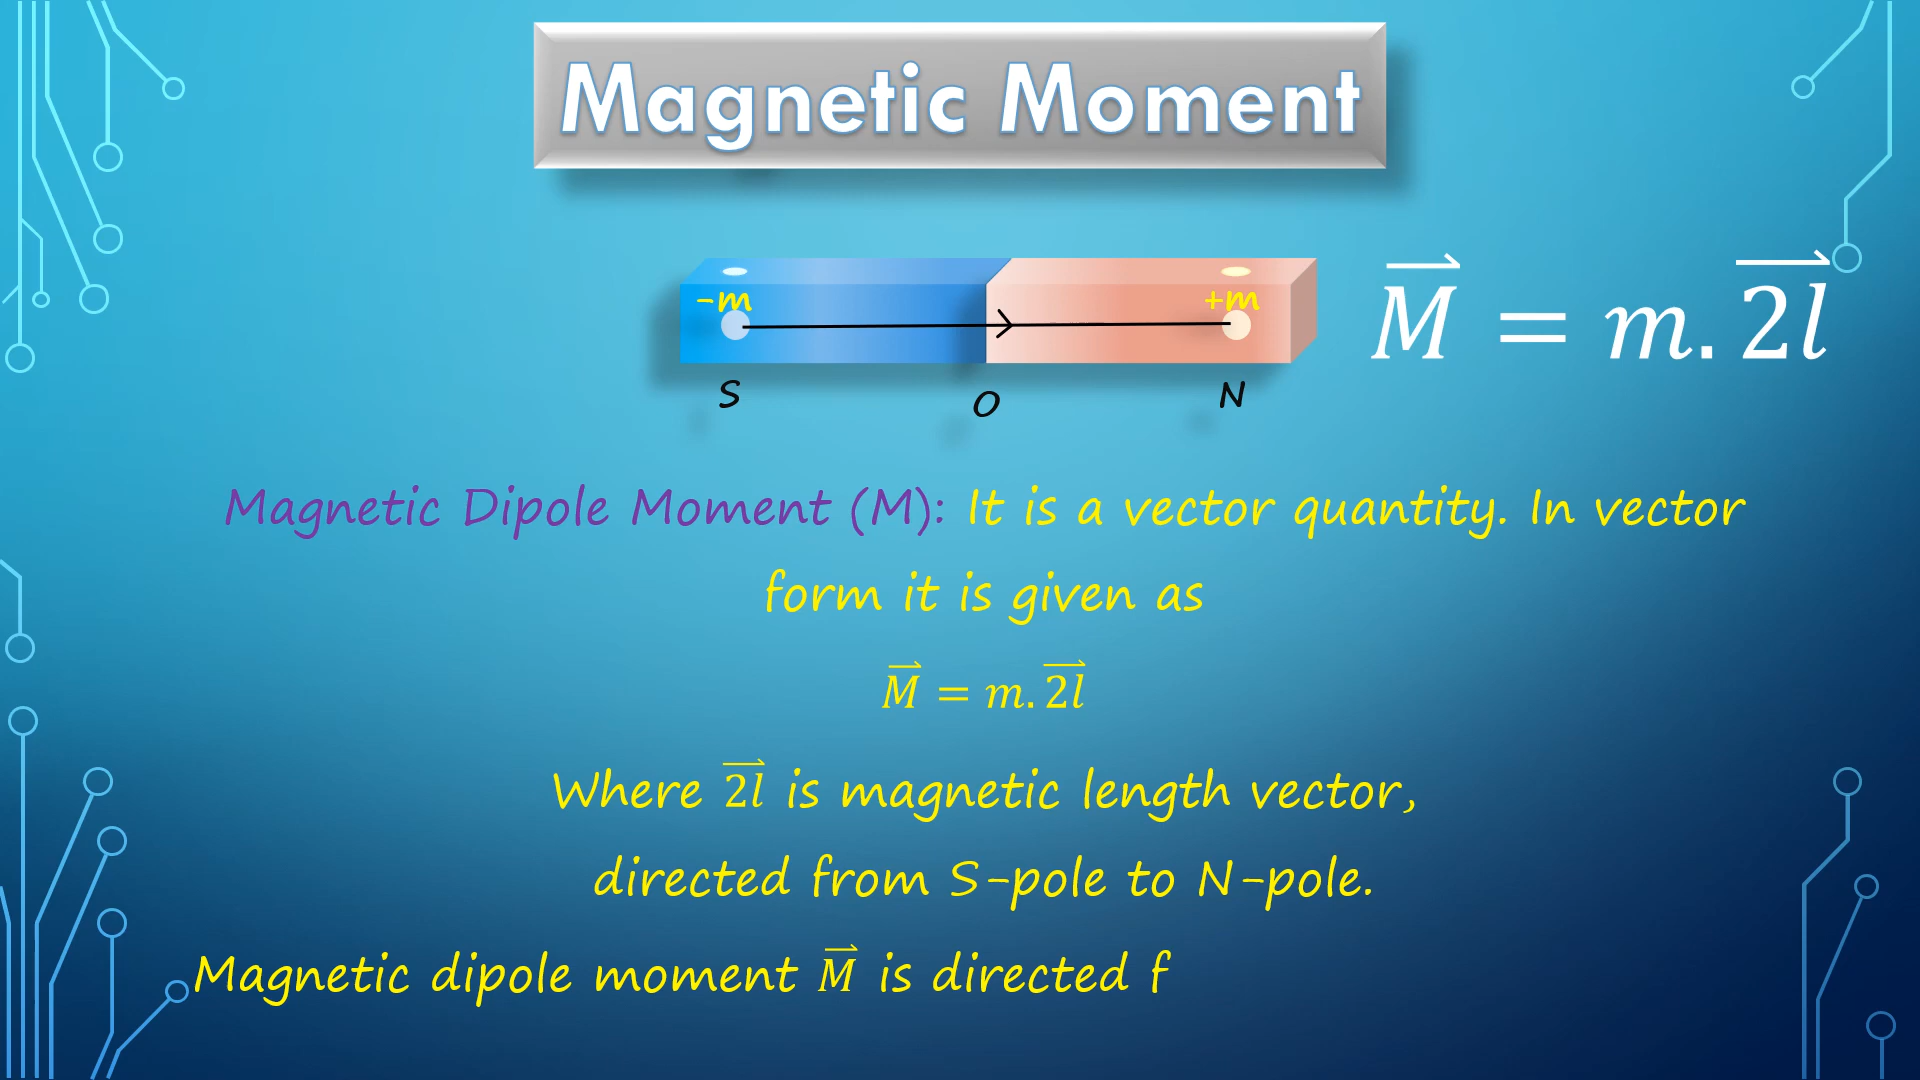 Magnetic Moment
-m +m
S O N
M⃗ = m. 2l⃗
Magnetic Dipole Moment (M): It is a vector quantity. In vector
form it is given as
M⃗ = m. 2l⃗
Where 2l⃗ is magnetic length vector,
directed from S-pole to N-pole.
Magnetic dipole moment M⃗ is directed f